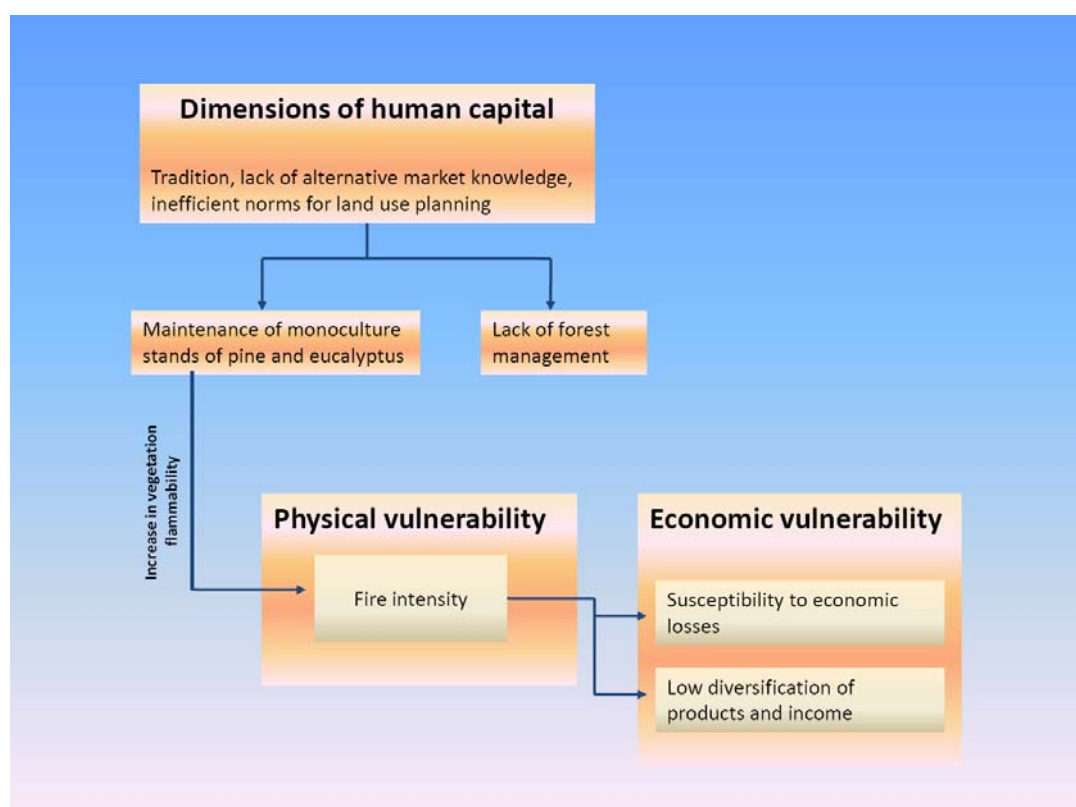 Dimensions of human capital
Tradition, lack of alternative market knowledge,
inefficient norms for land use planning
Maintenance of monoculture
stands of pine and eucalyptus
Lack of forest
management
Increase in vegetation
flammability
Physical vulnerability
Fire intensity
Economic vulnerability
Susceptibility to economic
losses
Low diversification of
products and income